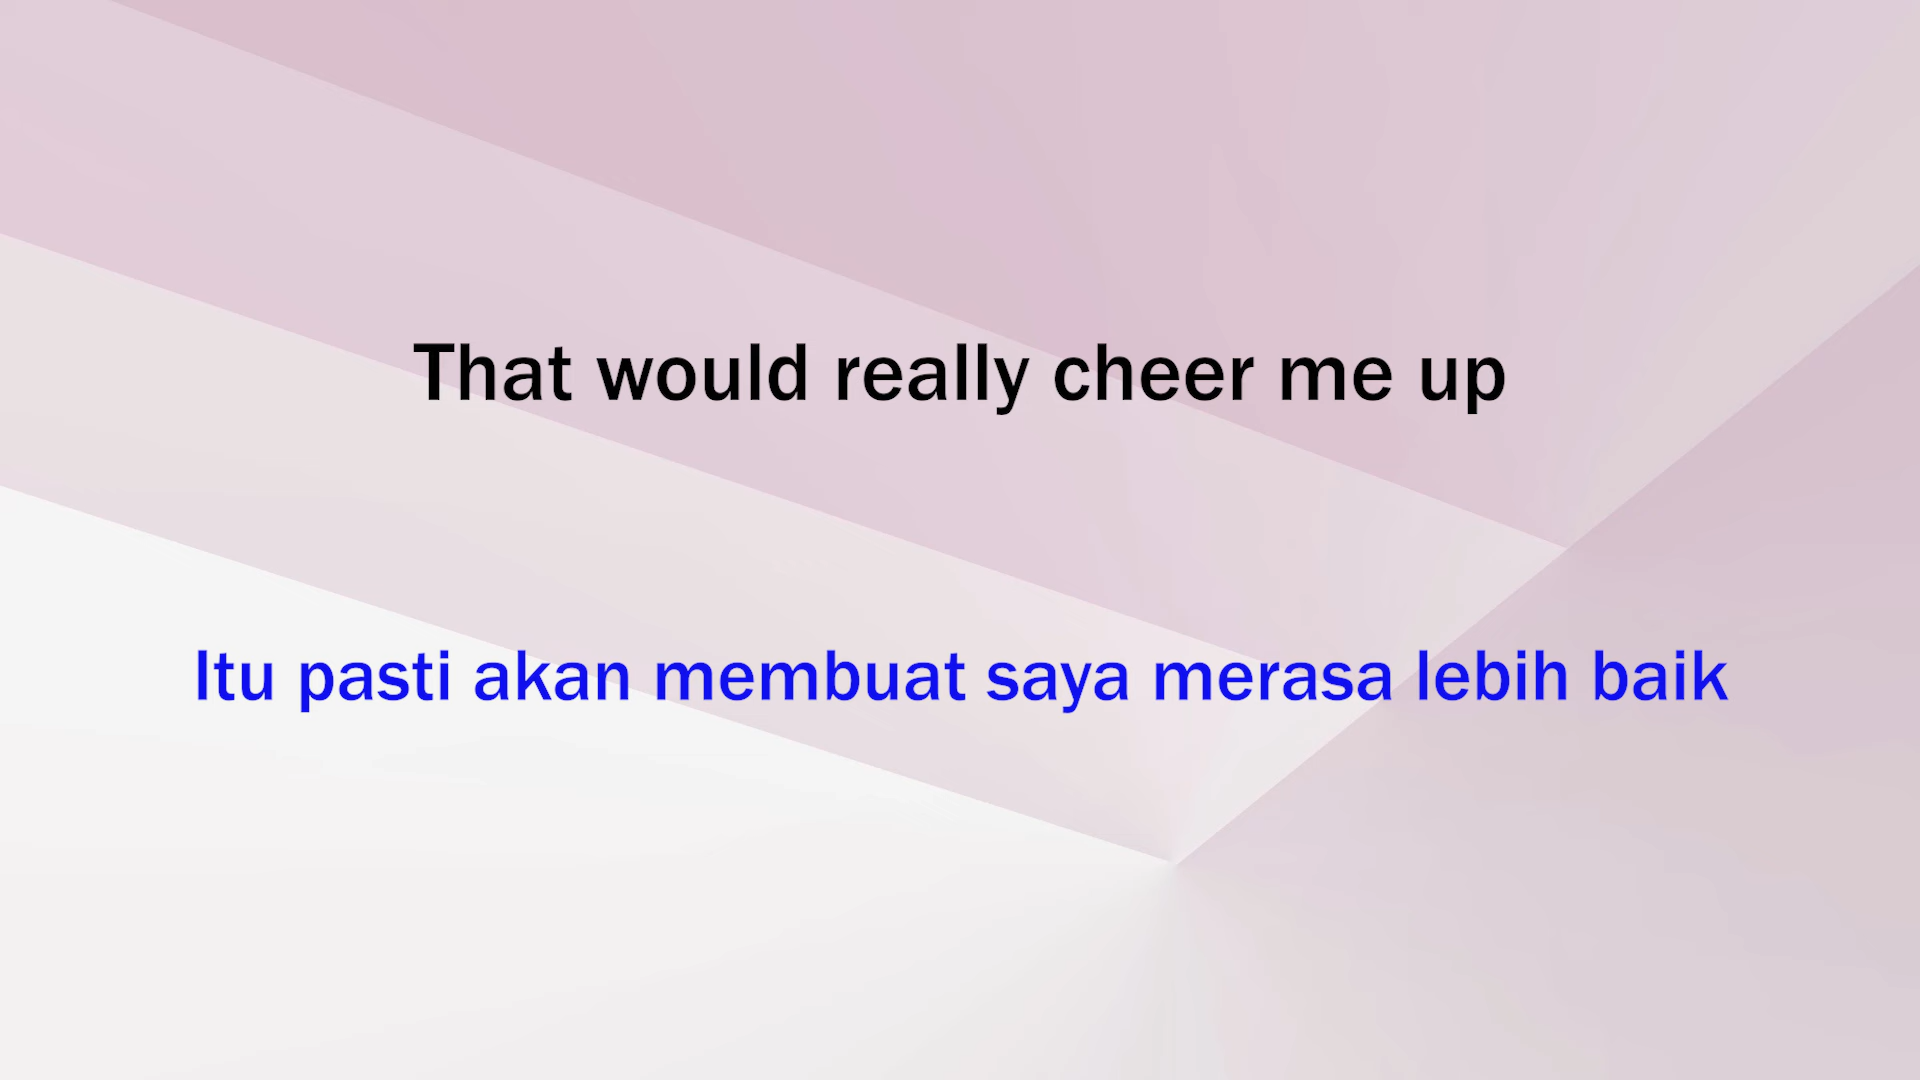 That would really cheer me up
Itu pasti akan membuat saya merasa lebih baik